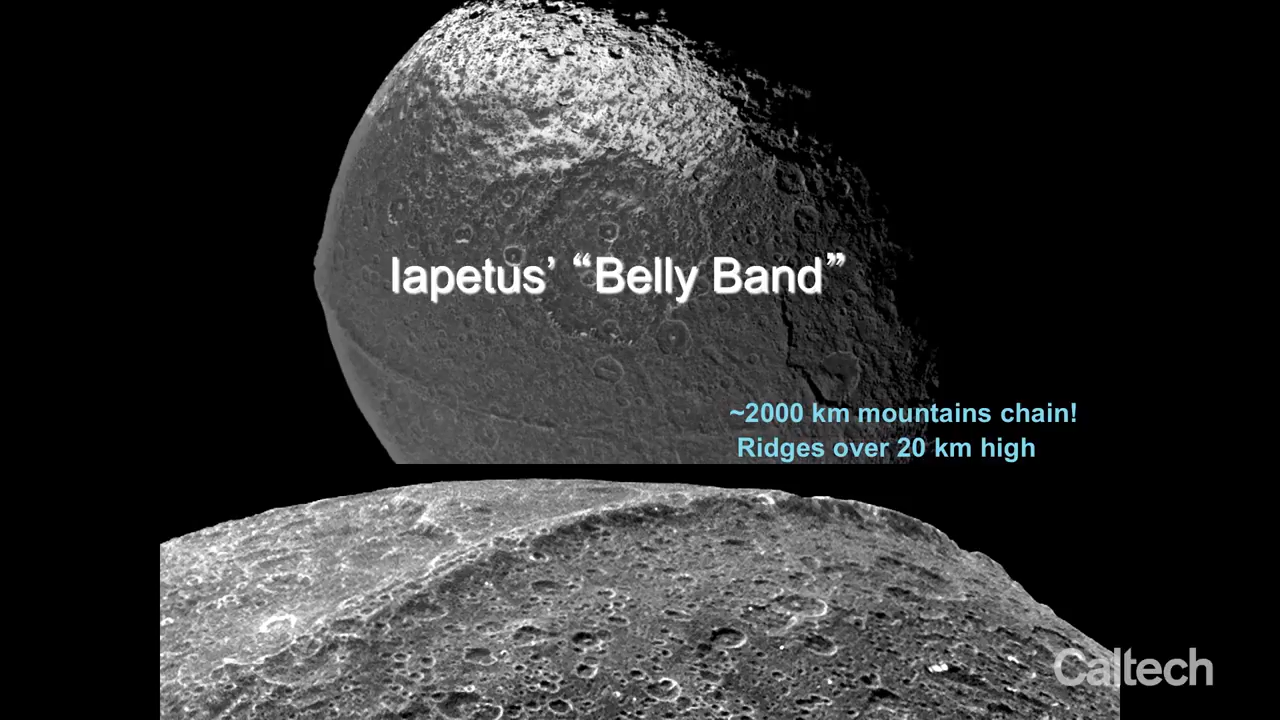 Iapetus’ “Belly Band”
~2000 km mountains chain!
Ridges over 20 km high
Caltech